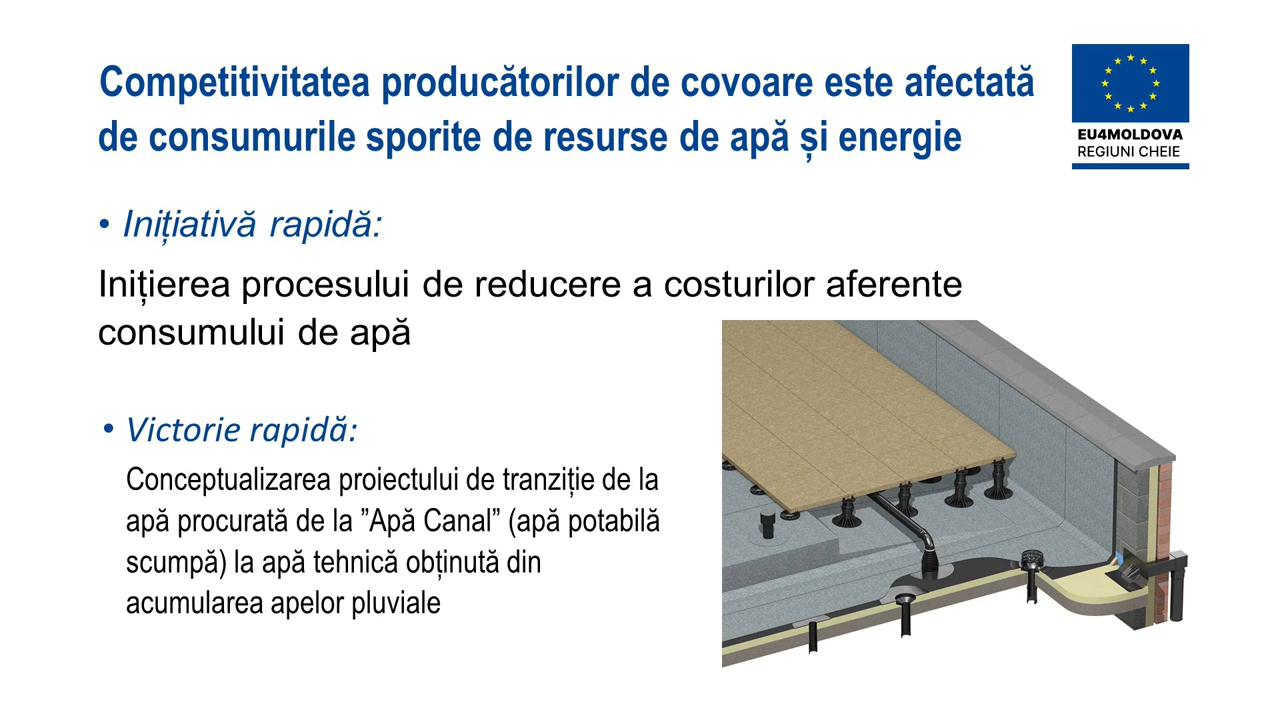 Competitivitatea producătorilor de covoare este afectată
de consumurile sporite de resurse de apă și energie
EU4MOLDOVA
REGIUNI CHEIE
• Inițiativă rapidă:
Inițierea procesului de reducere a costurilor aferente
consumului de apă
• Victorie rapidă:
Conceptualizarea proiectului de tranziție de la
apă procurată de la ”Apă Canal” (apă potabilă
scumpă) la apă tehnică obținută din
acumularea apelor pluviale